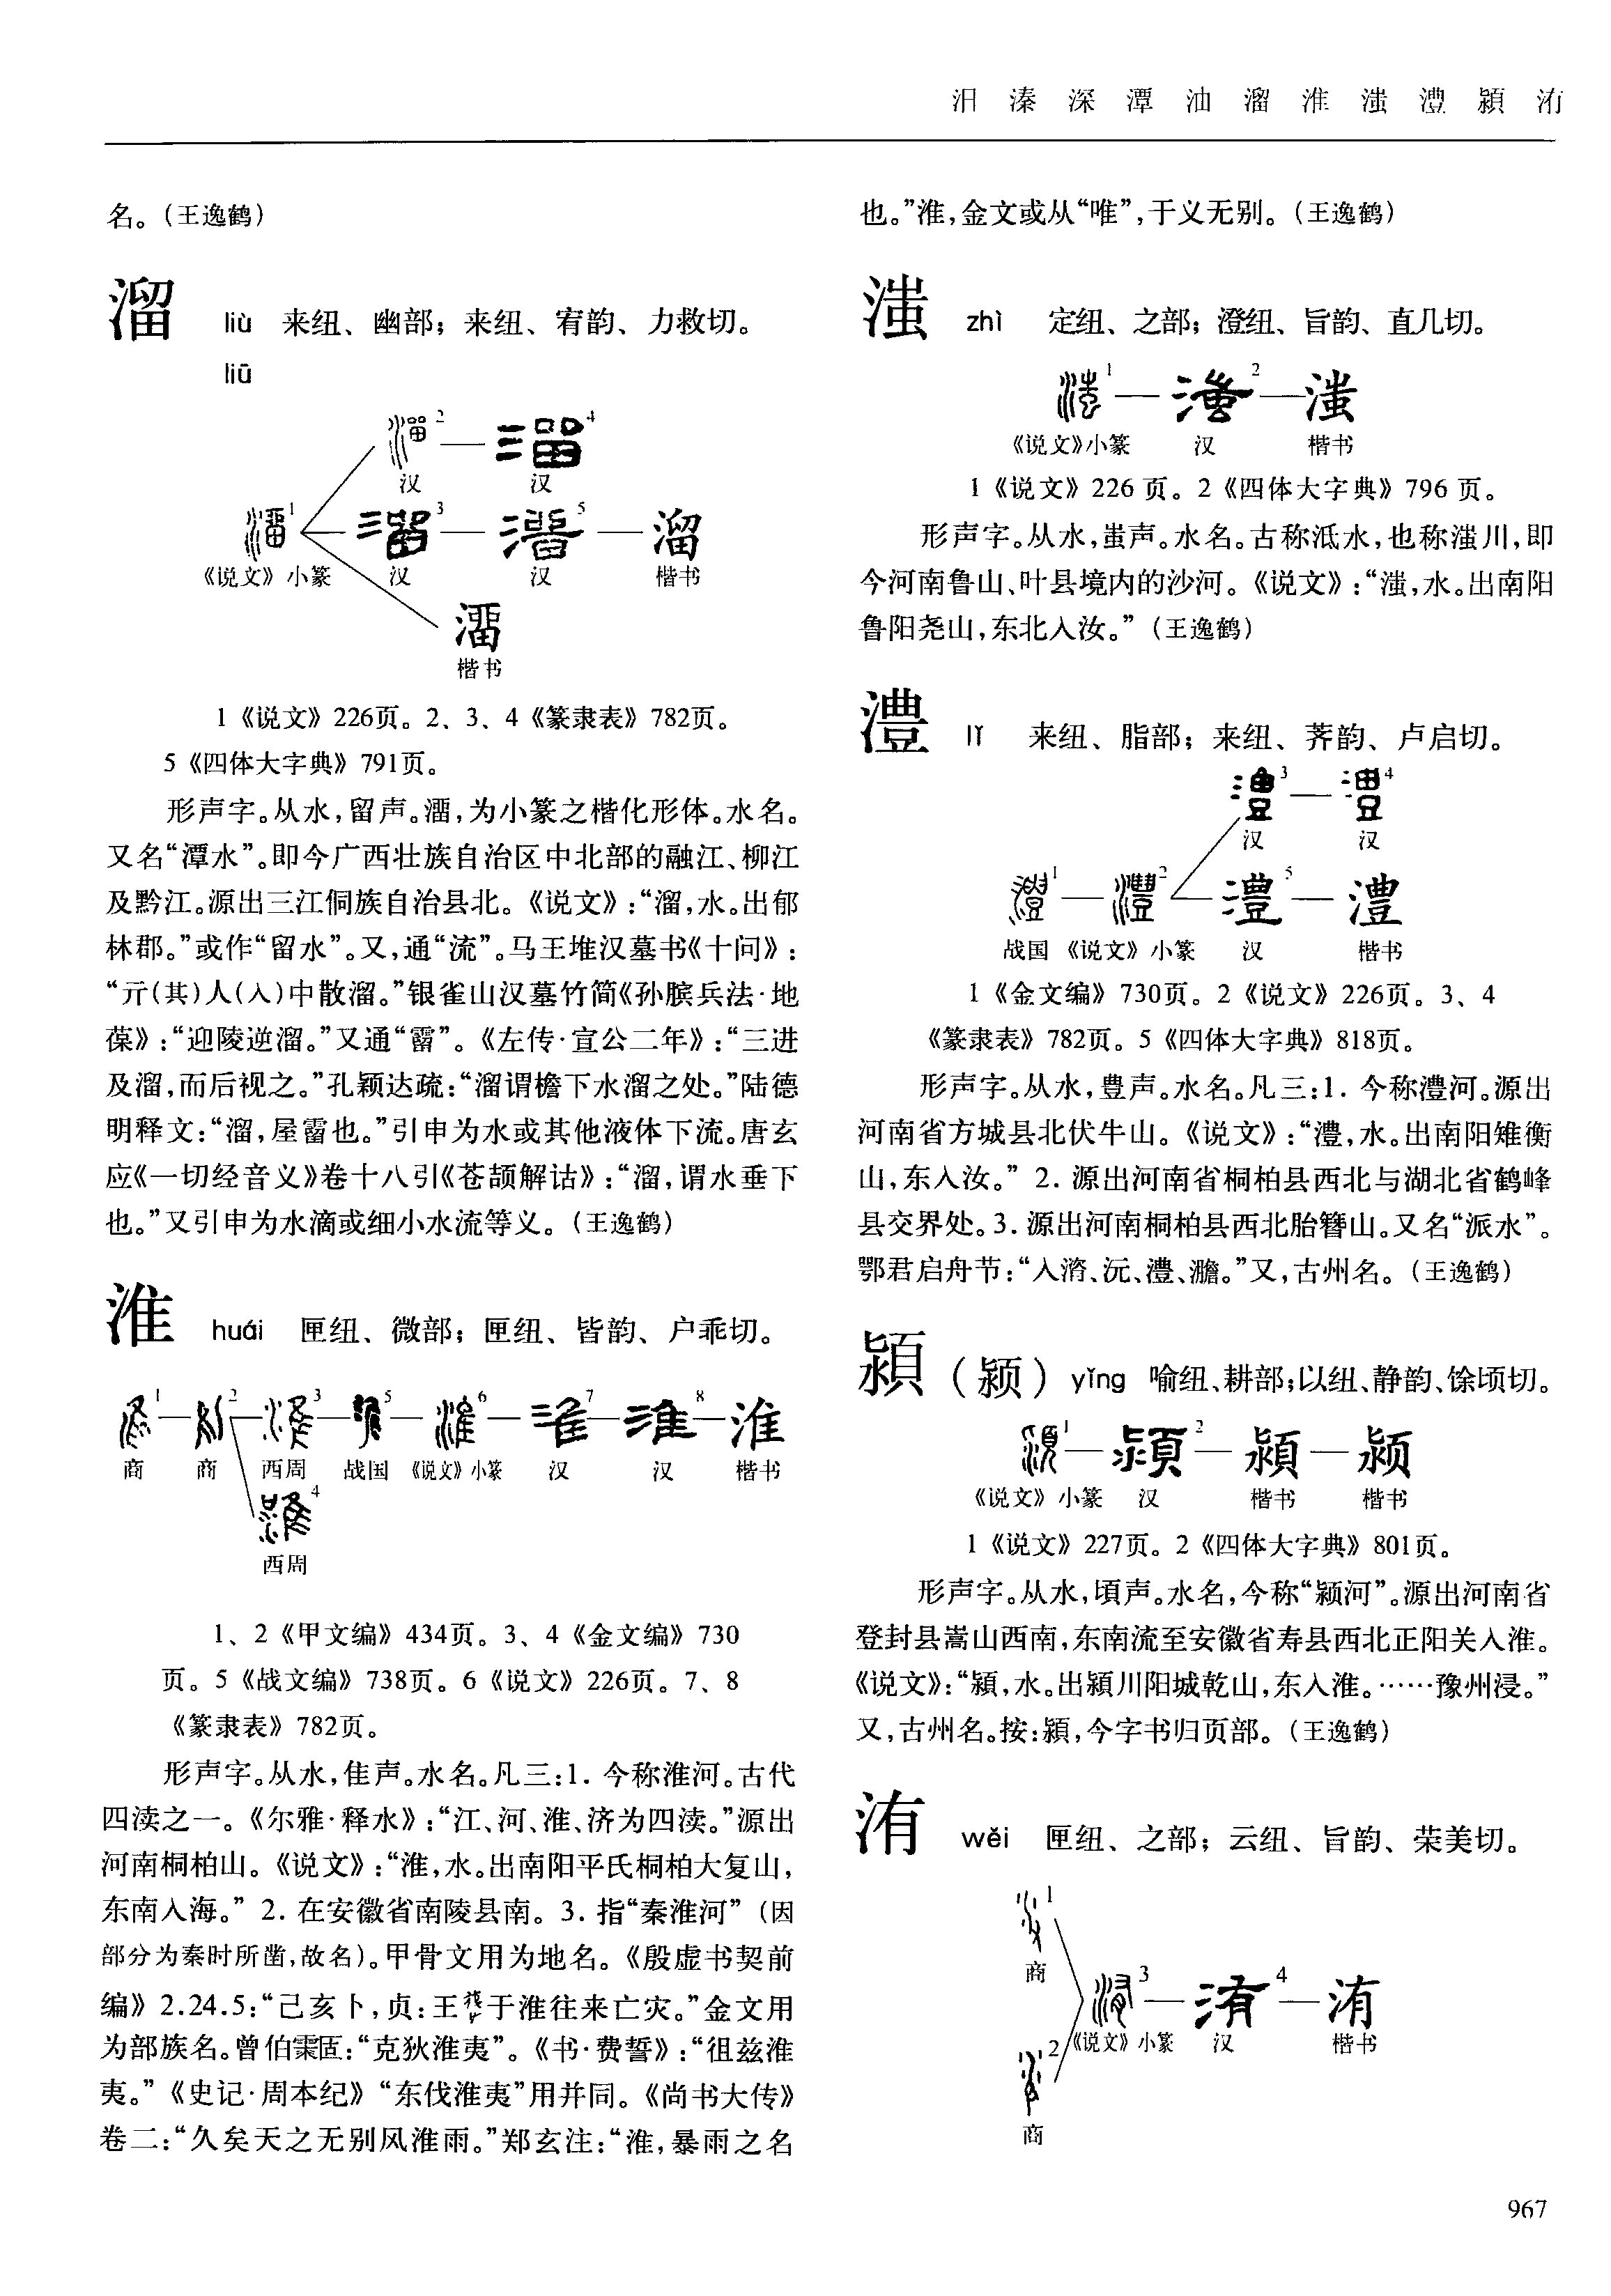 汨 溱 深 潭 油 溜 淮 滍 澧 潁 洧
名。（王逸鹤）
溜 liù 来纽、幽部；来纽、宥韵、力救切。
liū
2 4
汉 汉
1 3 5 溜
《说文》小篆 汉 汉 楷书
澑
楷书
1《说文》226页。2、3、4《篆隶表》782页。
5《四体大字典》791页。
形声字。从水，留声。澑，为小篆之楷化形体。水名。
又名“潭水”。即今广西壮族自治区中北部的融江、柳江
及黔江。源出三江侗族自治县北。《说文》：“溜，水。出郁
林郡。”或作“留水”。又，通“流”。马王堆汉墓书《十问》：
“亓(其)人(入)中散溜。”银雀山汉墓竹简《孙膑兵法·地
葆》：“迎陵逆溜。”又通“霤”。《左传·宣公二年》：“三进
及溜，而后视之。”孔颖达疏：“溜谓檐下水溜之处。”陆德
明释文：“溜，屋霤也。”引申为水或其他液体下流。唐玄
应《一切经音义》卷十八引《苍颉解诂》：“溜，谓水垂下
也。”又引申为水滴或细小水流等义。（王逸鹤）
淮 huái 匣纽、微部；匣纽、皆韵、户乖切。
1 2 3 5 6 7 8 淮
商 商 西周 战国 《说文》小篆 汉 汉 楷书
4
西周
1、2《甲文编》434页。3、4《金文编》730
页。5《战文编》738页。6《说文》226页。7、8
《篆隶表》782页。
形声字。从水，隹声。水名。凡三：1. 今称淮河。古代
四渎之一。《尔雅·释水》：“江、河、淮、济为四渎。”源出
河南桐柏山。《说文》：“淮，水。出南阳平氏桐柏大复山，
东南入海。” 2. 在安徽省南陵县南。3. 指“秦淮河”（因
部分为秦时所凿，故名）。甲骨文用为地名。《殷虚书契前
编》2.24.5：“己亥卜，贞：王于淮往来亡灾。”金文用
为部族名。曾伯霥匜：“克狄淮夷”。《书·费誓》：“徂兹淮
夷。”《史记·周本纪》“东伐淮夷”用并同。《尚书大传》
卷二：“久矣天之无别风淮雨。”郑玄注：“淮，暴雨之名
也。”淮，金文或从“唯”，于义无别。（王逸鹤）
滍 zhì 定纽、之部；澄纽、旨韵、直几切。
1 2 滍
《说文》小篆 汉 楷书
1《说文》226页。2《四体大字典》796页。
形声字。从水，蚩声。水名。古称泜水，也称滍川，即
今河南鲁山、叶县境内的沙河。《说文》：“滍，水。出南阳
鲁阳尧山，东北入汝。”（王逸鹤）
澧 lǐ 来纽、脂部；来纽、荠韵、卢启切。
3 4
汉 汉
1 2 5 澧
战国 《说文》小篆 汉 楷书
1《金文编》730页。2《说文》226页。3、4
《篆隶表》782页。5《四体大字典》818页。
形声字。从水，豊声。水名。凡三：1. 今称澧河。源出
河南省方城县北伏牛山。《说文》：“澧，水。出南阳雉衡
山，东入汝。” 2. 源出河南省桐柏县西北与湖北省鹤峰
县交界处。3. 源出河南桐柏县西北胎簪山。又名“派水”。
鄂君启舟节：“入湝、沅、澧、澹。”又，古州名。（王逸鹤）
潁（颍）yǐng 喻纽、耕部；以纽、静韵、馀顷切。
1 2 潁 颍
《说文》小篆 汉 楷书 楷书
1《说文》227页。2《四体大字典》801页。
形声字。从水，頃声。水名，今称“颍河”。源出河南省
登封县嵩山西南，东南流至安徽省寿县西北正阳关入淮。
《说文》：“潁，水。出潁川阳城乾山，东入淮。……豫州浸。”
又，古州名。按：潁，今字书归页部。（王逸鹤）
洧 wěi 匣纽、之部；云纽、旨韵、荣美切。
1
商
3 4 洧
2 《说文》小篆 汉 楷书
商
967